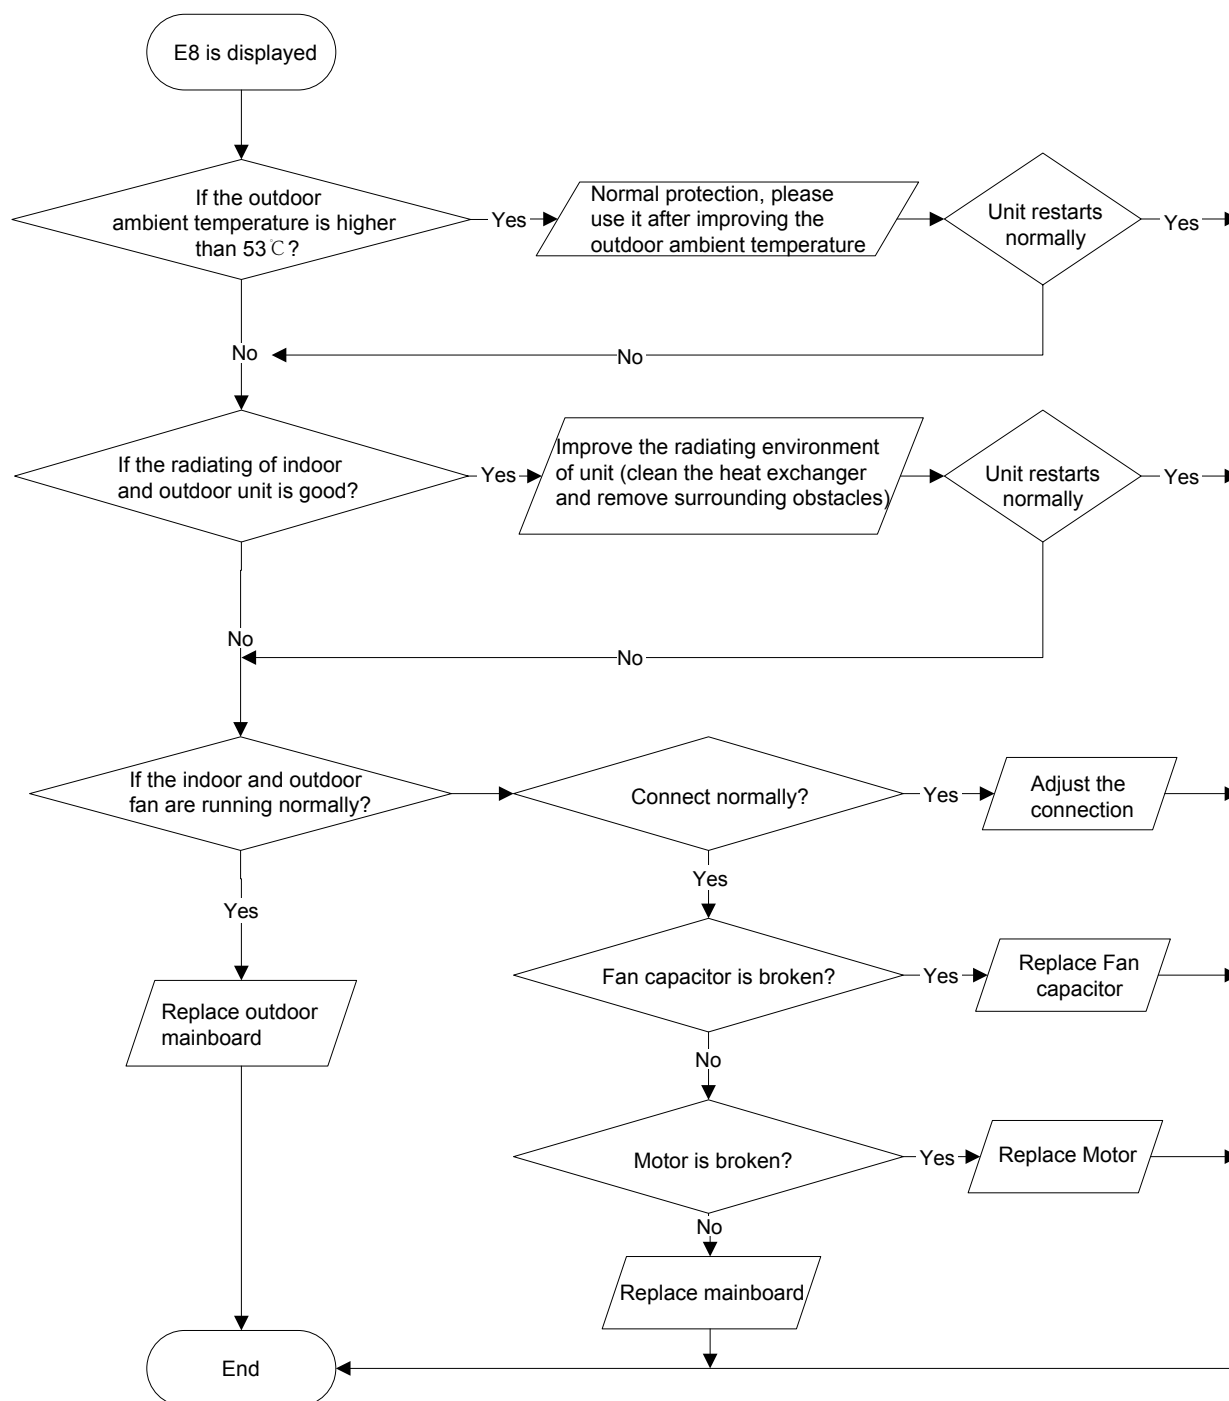 E8 is displayed
If the outdoor
ambient temperature is higher
than 53℃?
Yes
Normal protection, please
use it after improving the
outdoor ambient temperature
Unit restarts
normally
Yes
No
No
If the radiating of indoor
and outdoor unit is good?
Yes
Improve the radiating environment
of unit (clean the heat exchanger
and remove surrounding obstacles)
Unit restarts
normally
Yes
No
No
If the indoor and outdoor
fan are running normally?
Connect normally?
Yes
Adjust the
connection
Yes
Yes
Fan capacitor is broken?
Yes
Replace Fan
capacitor
Replace outdoor
mainboard
No
Motor is broken?
Yes
Replace Motor
No
Replace mainboard
End